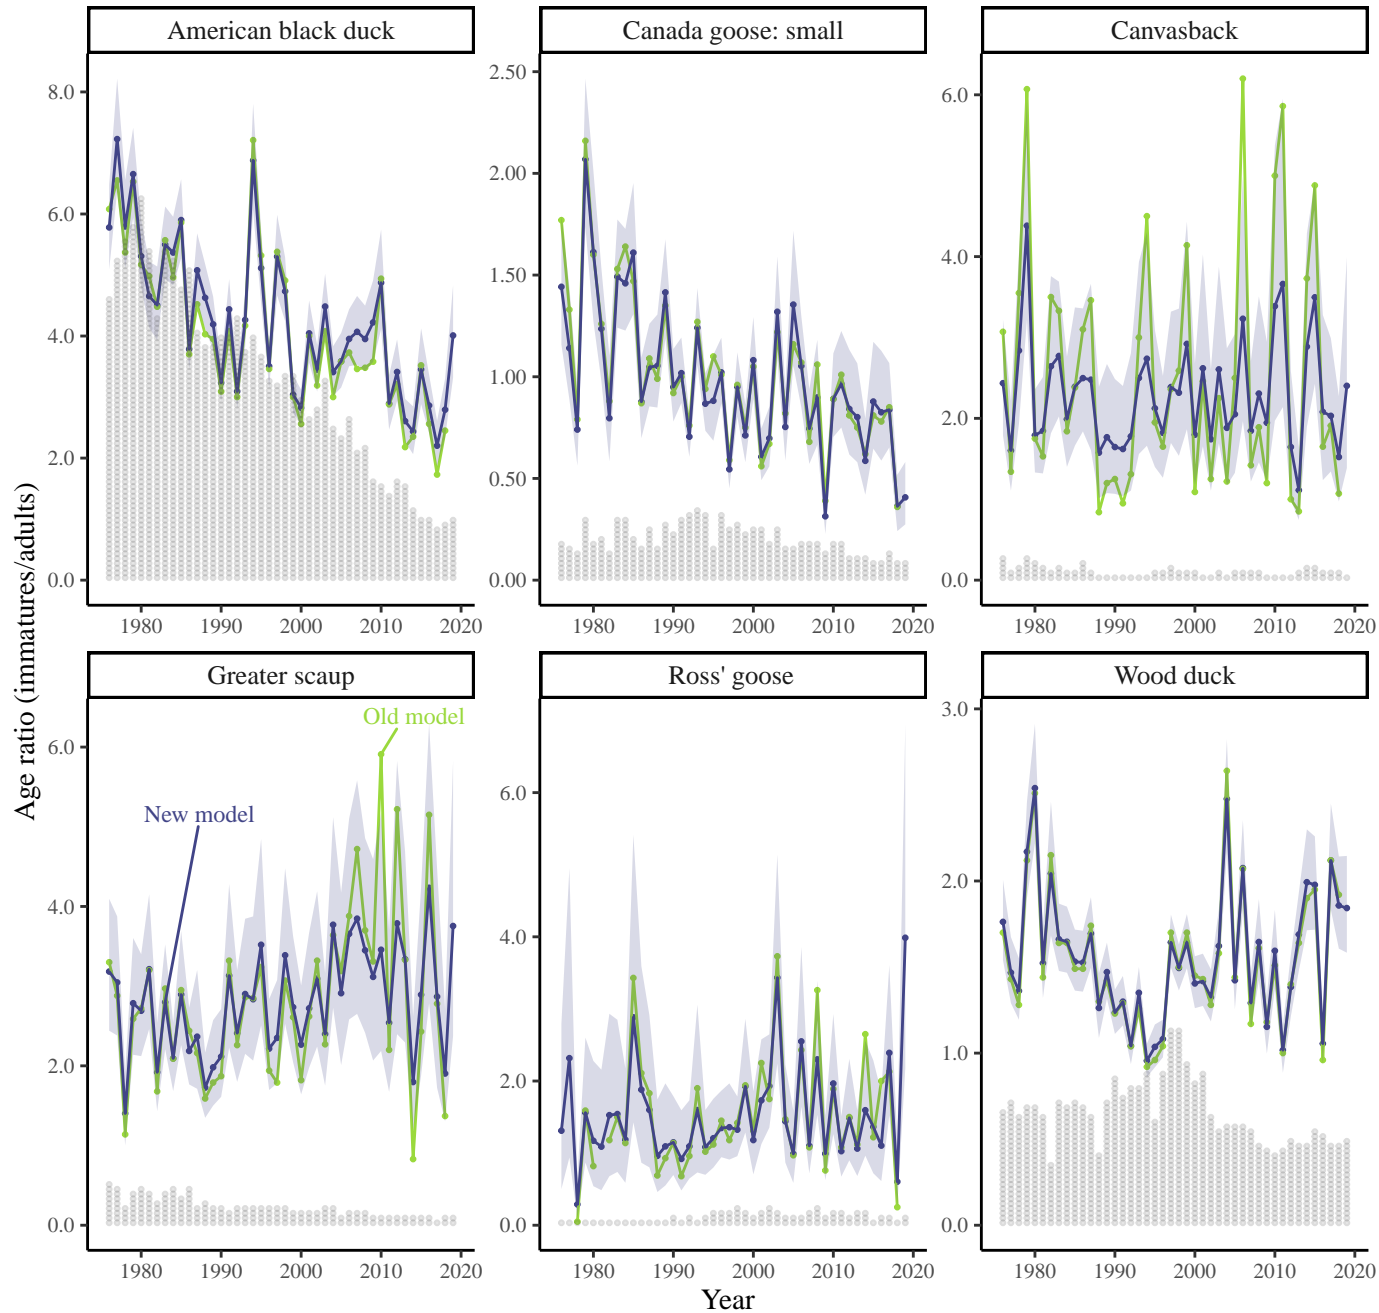 American black duck
Canada goose: small
Canvasback
8.0
6.0
4.0
2.0
0.0
2.50
2.00
1.50
1.00
0.50
0.00
6.0
4.0
2.0
0.0
1980 1990 2000 2010 2020
1980 1990 2000 2010 2020
1980 1990 2000 2010 2020
Age ratio (immatures/adults)
Greater scaup
Ross' goose
Wood duck
Old model
New model
6.0
4.0
2.0
0.0
6.0
4.0
2.0
0.0
3.0
2.0
1.0
0.0
1980 1990 2000 2010 2020
1980 1990 2000 2010 2020
1980 1990 2000 2010 2020
Year